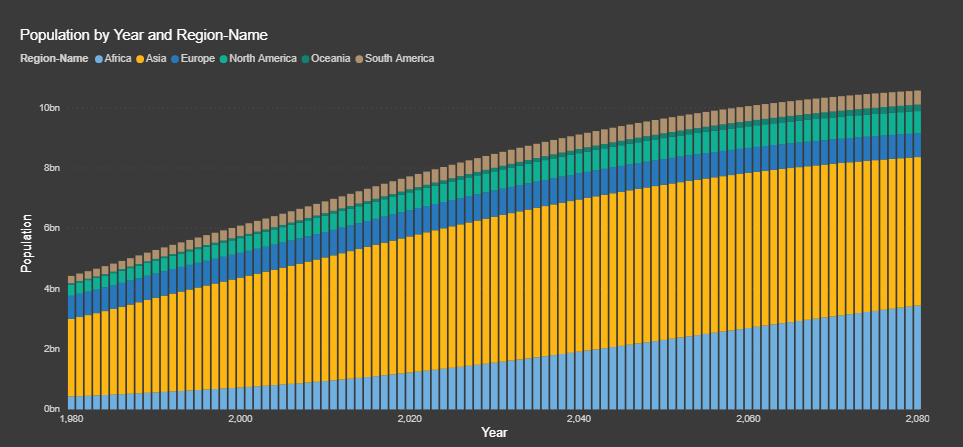 Population by Year and Region-Name
Region-Name Africa Asia Europe North America Oceania South America
10bn
8bn
6bn
4bn
2bn
0bn
Population
1,980 2,000 2,020 2,040 2,060 2,080
Year